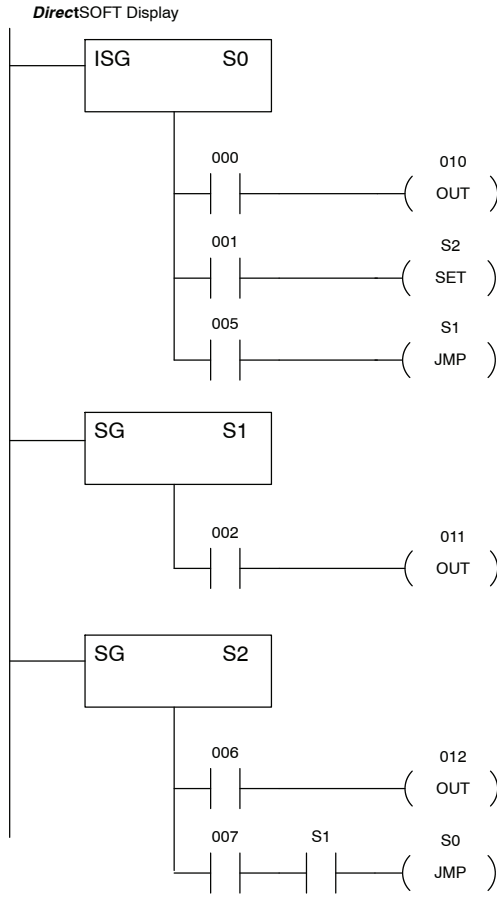 DirectSOFT Display
ISG S0
000 010
OUT
001 S2
SET
005 S1
JMP
SG S1
002 011
OUT
SG S2
006 012
OUT
007 S1 S0
JMP